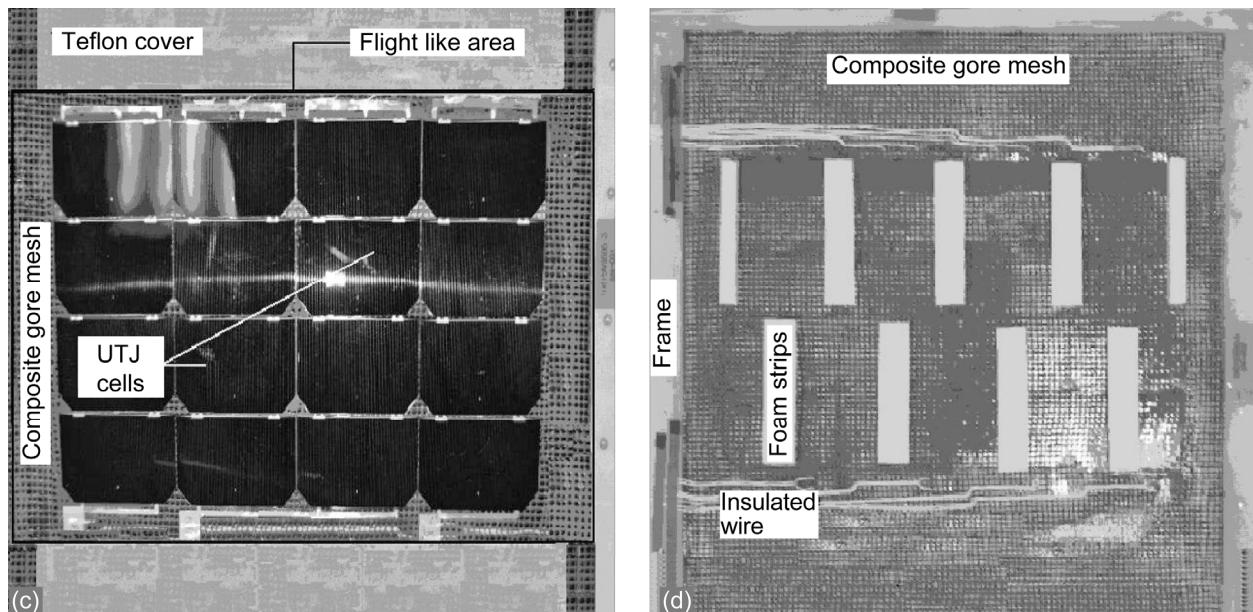 Teflon cover
Flight like area
Composite gore mesh
UTJ
cells
(c)
Composite gore mesh
Frame
Foam strips
Insulated
wire
(d)